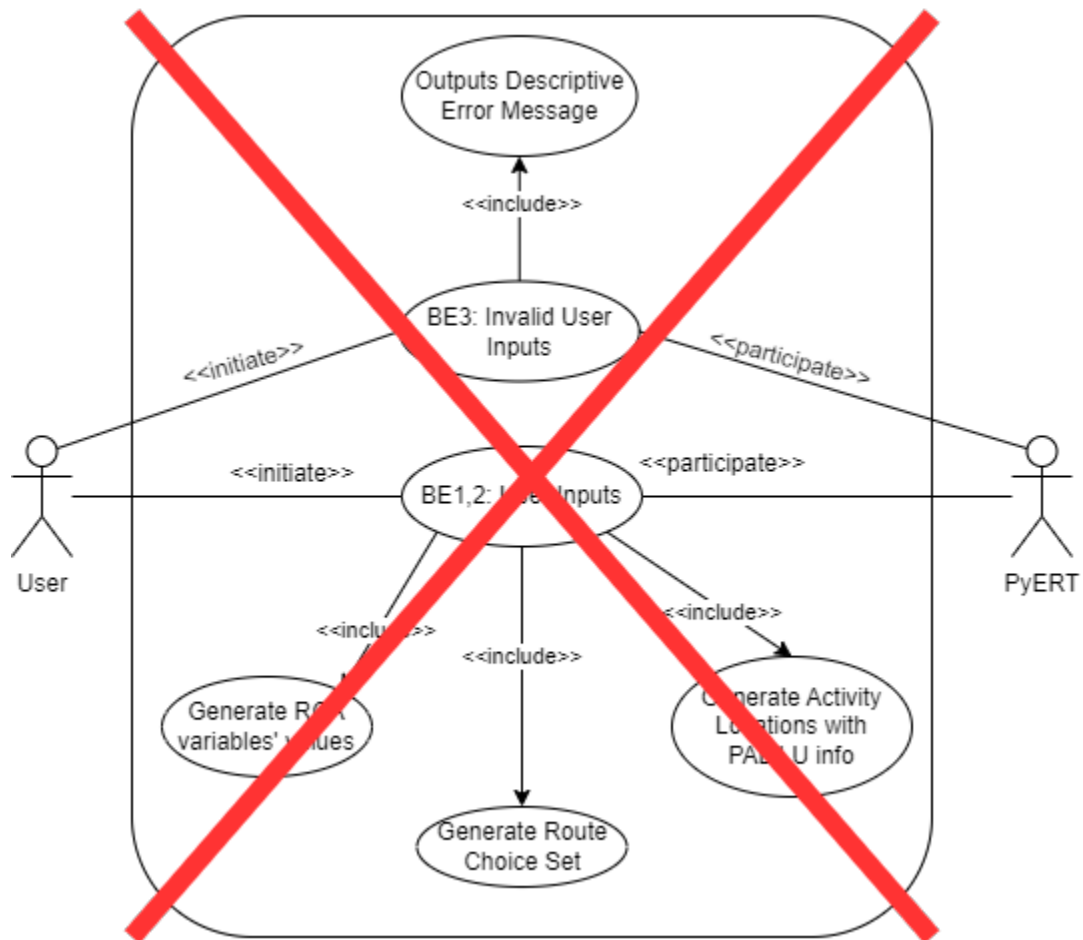 Outputs Descriptive
Error Message
<<include>>
BE3: Invalid User
Inputs
<<initiate>>
<<participate>>
<<initiate>>
<<participate>>
BE1,2: Inputs
User
PyERT
<<include>>
<<include>>
<<include>>
Generate
variables' values
Generate Activity
Locations with
info
Generate Route
Choice Set